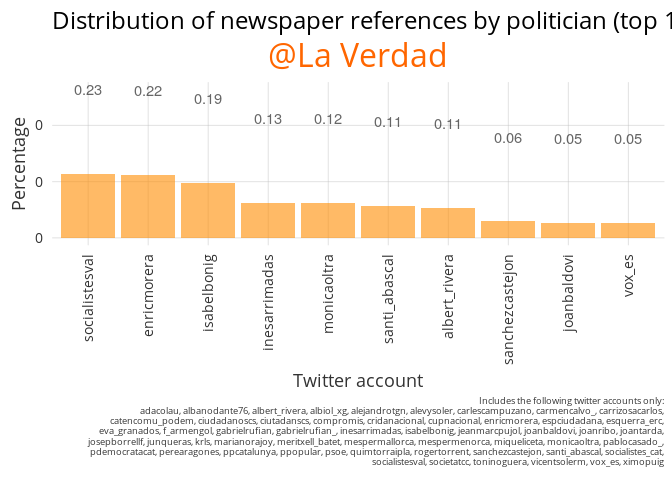 Distribution of newspaper references by politician (top 1
@La Verdad
0.23
0.22
0.19
0.13
0.12
0.11
0.11
0.06
0.05
0.05
Percentage
0
0
0
socialistesval
enricmorera
isabelbonig
inesarrimadas
monicaoltra
santi_abascal
albert_rivera
sanchezcastejon
joanbaldovi
vox_es
Twitter account
Includes the following twitter accounts only:
adacolau, albanodante76, albert_rivera, albiol_xg, alejandrotgn, alevysoler, carlescampuzano, carmencalvo_, carrizosacarlos,
catencomu_podem, ciudadanoscs, ciutadanscs, compromis, cridanacional, cupnacional, enricmorera, espciudadana, esquerra_erc,
eva_granados, f_armengol, gabrielrufian, gabrielrufian_, inesarrimadas, isabelbonig, jeanmarcpujol, joanbaldovi, joanribo, joantarda,
josepborrellf, junqueras, krls, marianorajoy, meritxell_batet, mespermallorca, mespermenorca, miqueliceta, monicaoltra, pablocasado_,
pdemocratacat, perearagones, ppcatalunya, ppopular, psoe, quimtorraipla, rogertorrent, sanchezcastejon, santi_abascal, socialistes_cat,
socialistesval, societatcc, toninoguera, vicentsolerm, vox_es, ximopuig